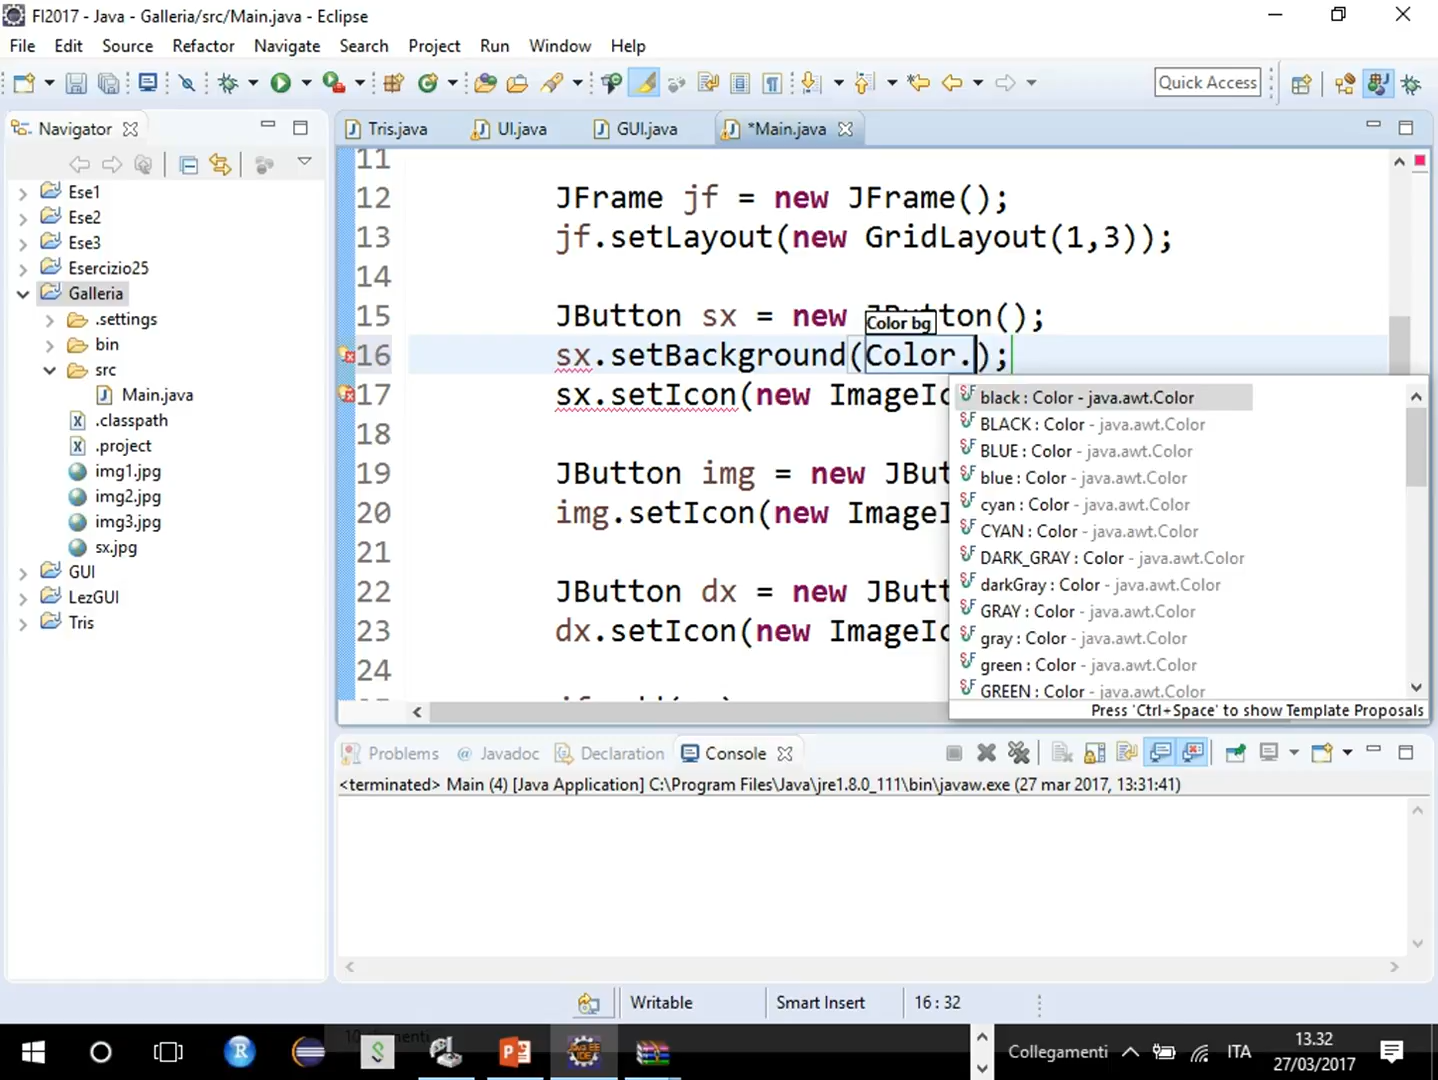 FI2017 - Java - Galleria/src/Main.java - Eclipse
File Edit Source Refactor Navigate Search Project Run Window Help
Quick Access
Navigator
Tris.java UI.java GUI.java *Main.java
Ese1
Ese2
Ese3
Esercizio25
Galleria
.settings
bin
src
Main.java
.classpath
.project
img1.jpg
img2.jpg
img3.jpg
sx.jpg
GUI
LezGUI
Tris
11
12 JFrame jf = new JFrame();
13 jf.setLayout(new GridLayout(1,3));
14
15 JButton sx = new JButton();
Color bg
16 sx.setBackground(Color.);
17 sx.setIcon(new ImageIc
18
19 JButton img = new JBut
20 img.setIcon(new ImageI
21
22 JButton dx = new JButt
23 dx.setIcon(new ImageIc
24
black : Color - java.awt.Color
BLACK : Color - java.awt.Color
BLUE : Color - java.awt.Color
blue : Color - java.awt.Color
cyan : Color - java.awt.Color
CYAN : Color - java.awt.Color
DARK_GRAY : Color - java.awt.Color
darkGray : Color - java.awt.Color
GRAY : Color - java.awt.Color
gray : Color - java.awt.Color
green : Color - java.awt.Color
GREEN : Color - java.awt.Color
Press 'Ctrl+Space' to show Template Proposals
Problems @ Javadoc Declaration Console
<terminated> Main (4) [Java Application] C:\Program Files\Java\jre1.8.0_111\bin\javaw.exe (27 mar 2017, 13:31:41)
Writable Smart Insert 16 : 32
Collegamenti ITA 13.32
27/03/2017